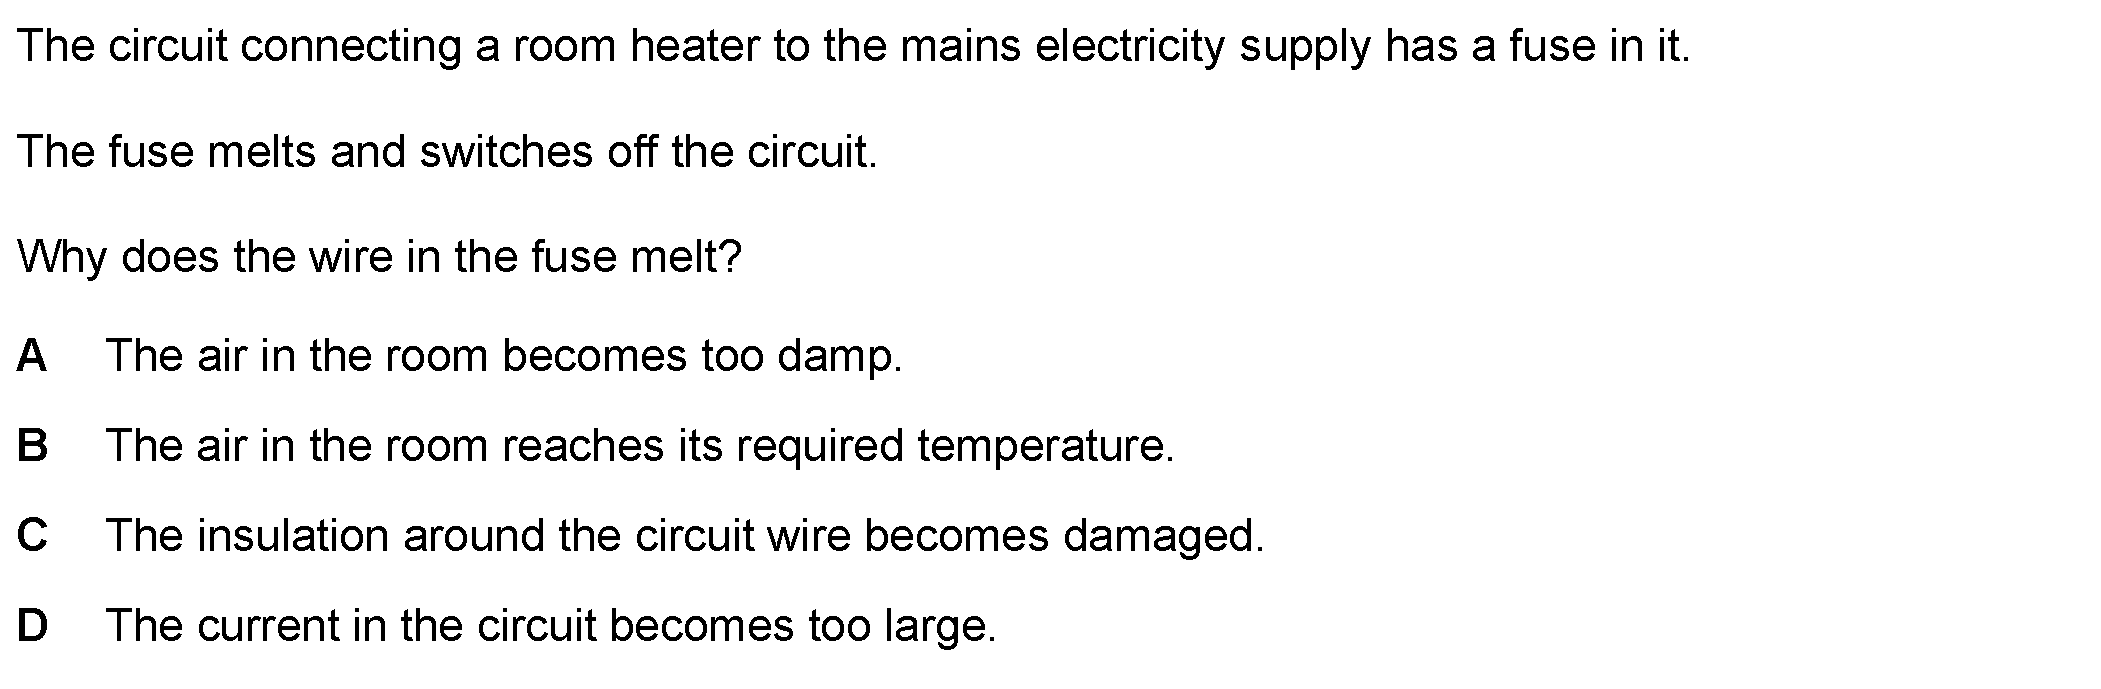 The circuit connecting a room heater to the mains electricity supply has a fuse in it.
The fuse melts and switches off the circuit.
Why does the wire in the fuse melt?
A The air in the room becomes too damp.
B The air in the room reaches its required temperature.
C The insulation around the circuit wire becomes damaged.
D The current in the circuit becomes too large.